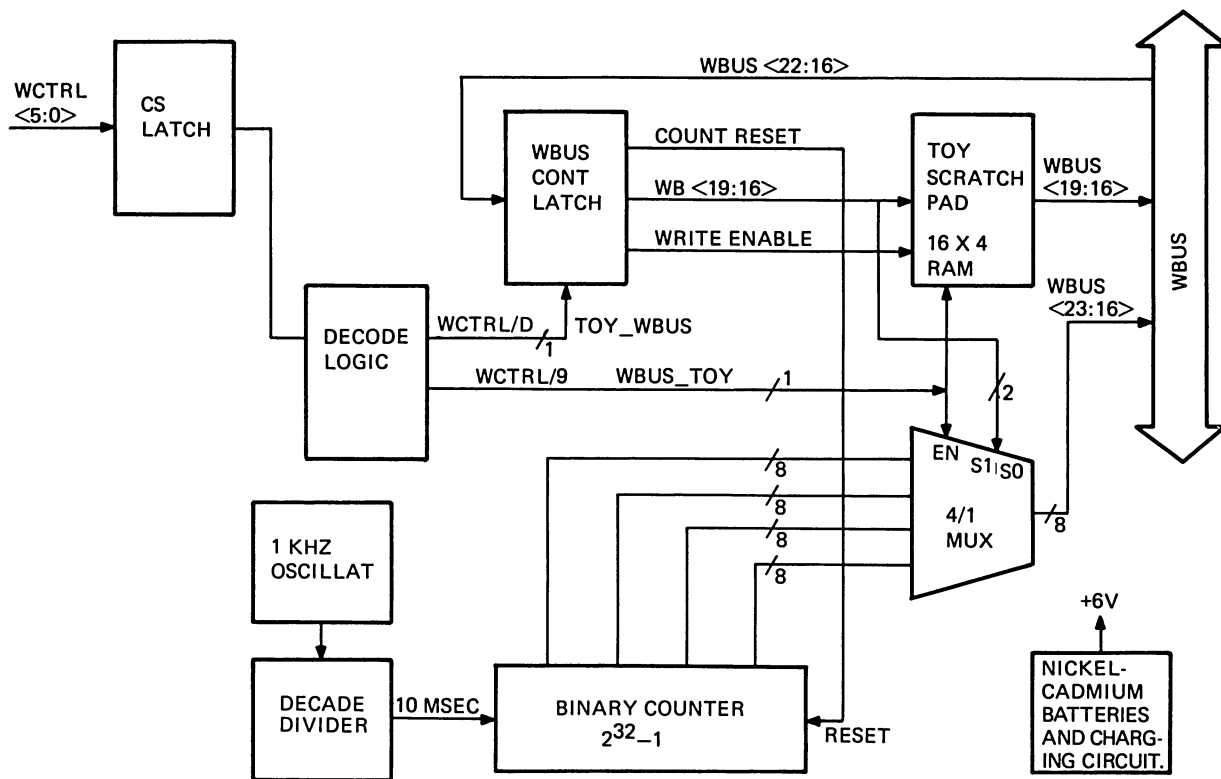 WCTRL
<5:0>
CS
LATCH
WBUS <22:16>
WBUS
CONT
LATCH
COUNT RESET
WB <19:16>
WRITE ENABLE
TOY
SCRATCH
PAD
16 X 4
RAM
WBUS
<19:16>
WBUS
<23:16>
WBUS
DECODE
LOGIC
WCTRL/D
1
TOY_WBUS
WCTRL/9
WBUS_TOY
1
2
EN
S1
S0
4/1
MUX
8
8
8
8
8
1 KHZ
OSCILLAT
DECADE
DIVIDER
10 MSEC
BINARY COUNTER
2³²–1
RESET
+6V
NICKEL-
CADMIUM
BATTERIES
AND CHARG-
ING CIRCUIT.